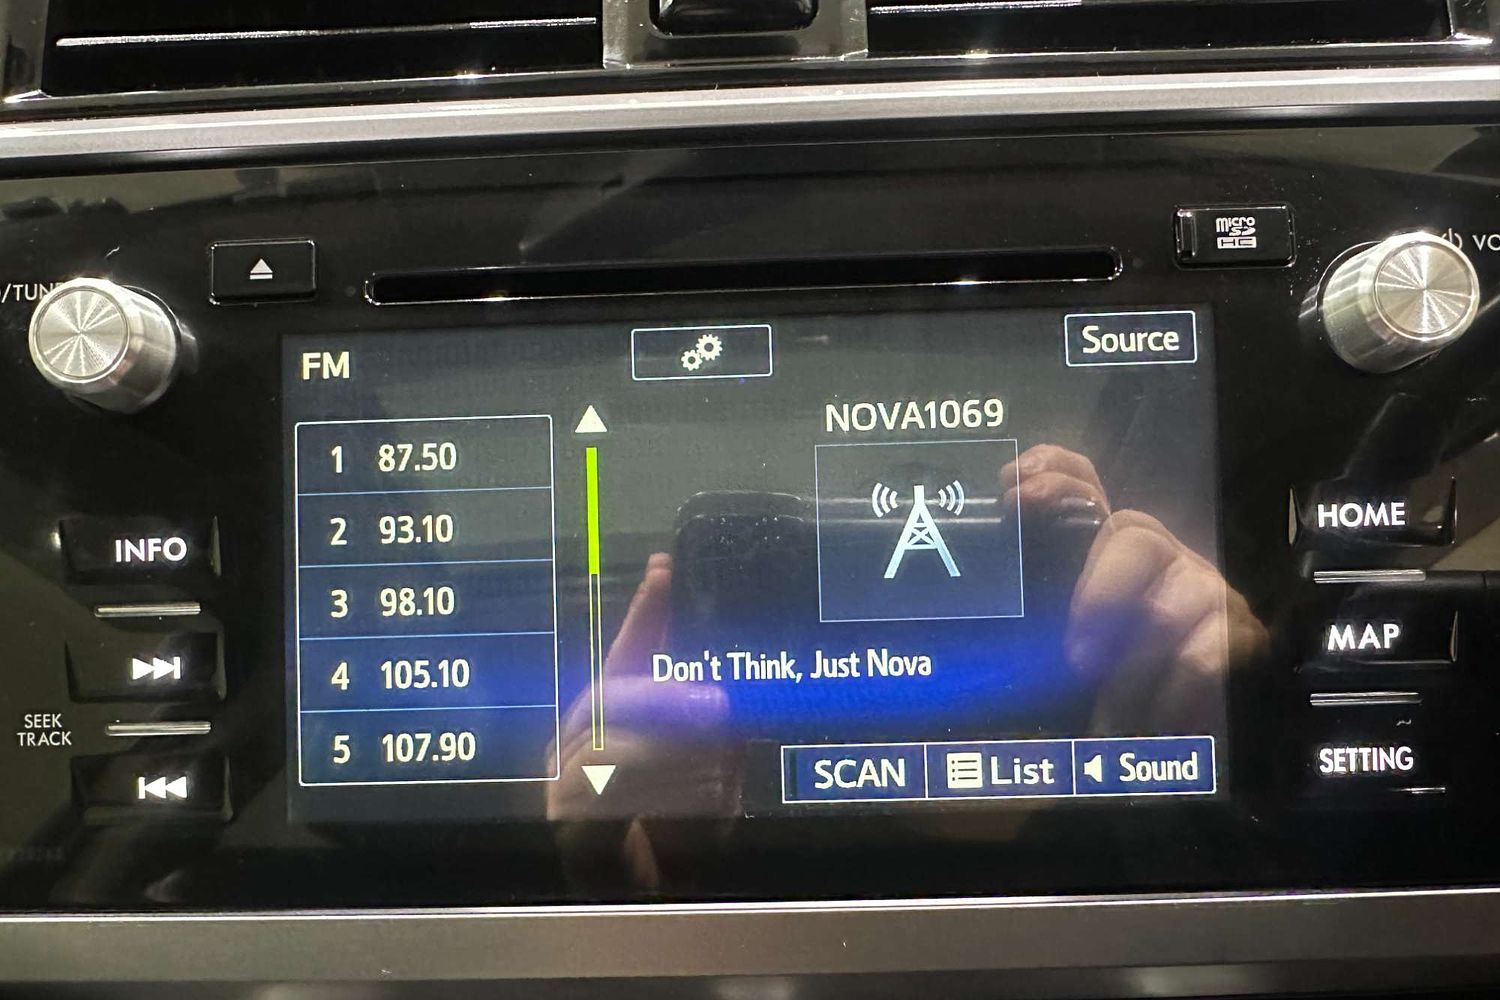 micro
SD
HC
/TUNE
FM
Source
NOVA1069
1 87.50
2 93.10
3 98.10
4 105.10
5 107.90
Don't Think, Just Nova
SCAN
List
Sound
INFO
SEEK
TRACK
HOME
MAP
SETTING